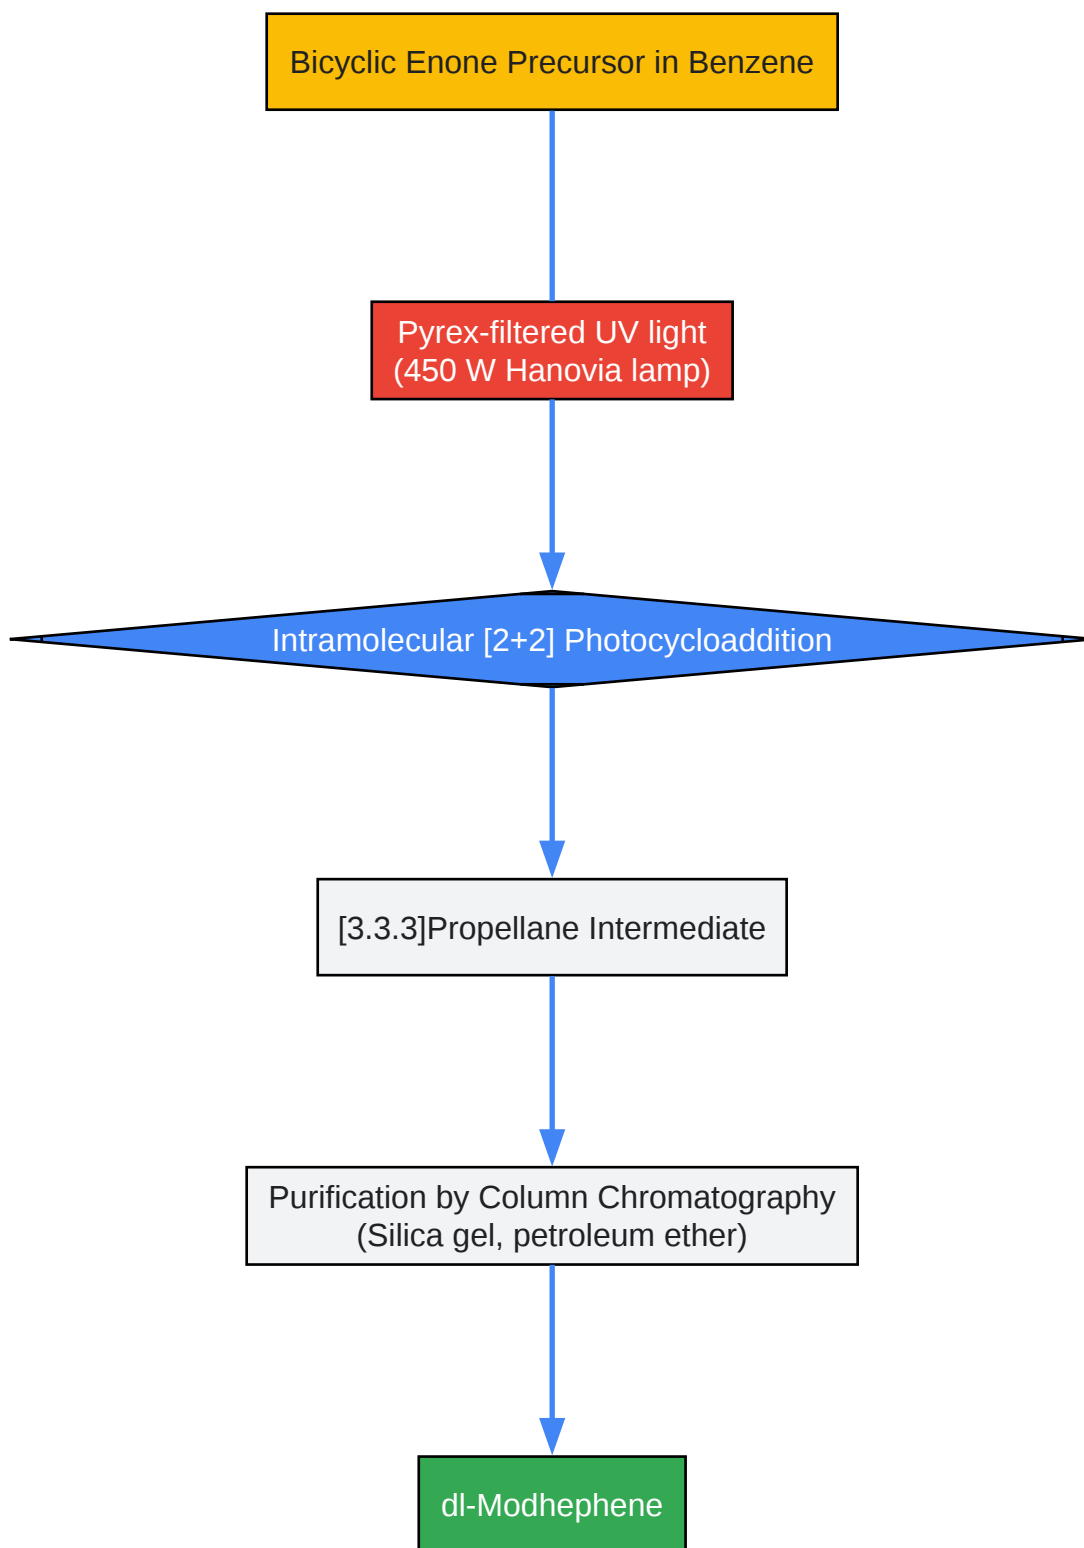 Bicyclic Enone Precursor in Benzene
Pyrex-filtered UV light
(450 W Hanovia lamp)
Intramolecular [2+2] Photocycloaddition
[3.3.3]Propellane Intermediate
Purification by Column Chromatography
(Silica gel, petroleum ether)
dl-Modhephene